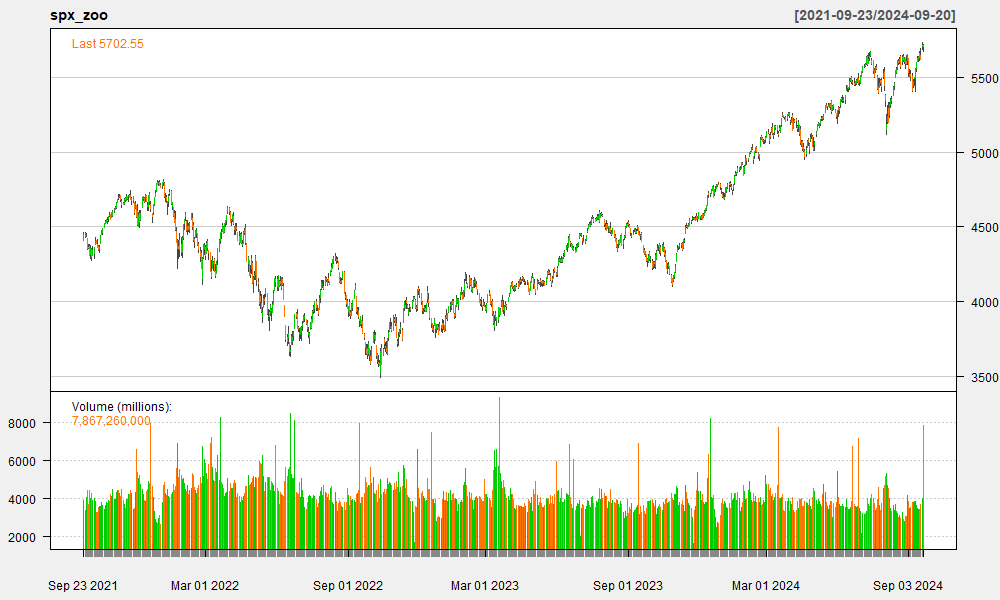 spx_zoo [2021-09-23/2024-09-20]
Last 5702.55
5500
5000
4500
4000
3500
Volume (millions):
7,867,260,000
8000
6000
4000
2000
Sep 23 2021 Mar 01 2022 Sep 01 2022 Mar 01 2023 Sep 01 2023 Mar 01 2024 Sep 03 2024